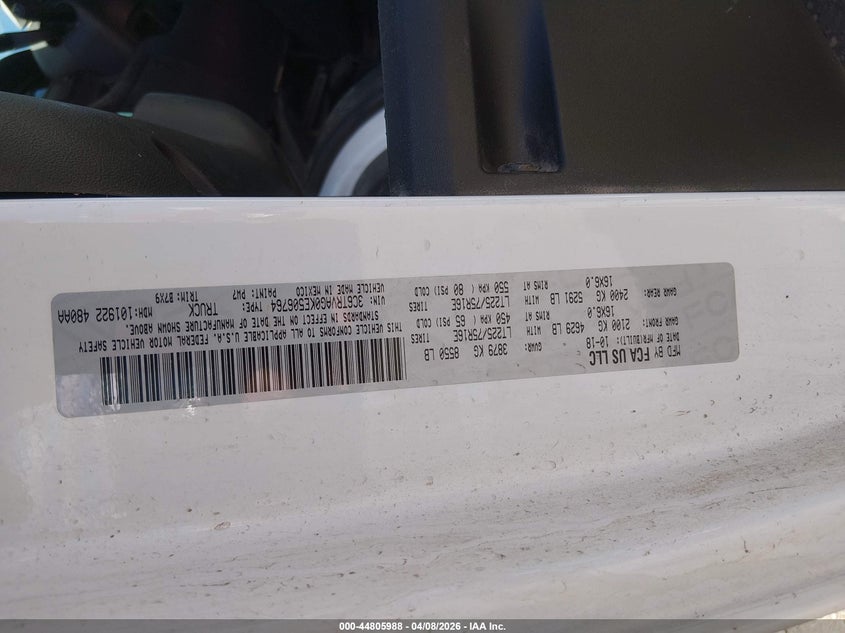 MFD BY FCA US LLC
DATE OF MFR(BUILT): 10-18
GVWR: 3879 KG 8550 LB
GAWR FRONT: 2100 KG 4629 LB WITH LT225/75R16E TIRES
16X6.0 RIMS AT 450 KPA ( 65 PSI) COLD
GAWR REAR: 2400 KG 5291 LB WITH LT225/75R16E TIRES
16X6.0 RIMS AT 550 KPA ( 80 PSI) COLD
THIS VEHICLE CONFORMS TO ALL APPLICABLE U.S.A. FEDERAL MOTOR VEHICLE SAFETY
STANDARDS IN EFFECT ON THE DATE OF MANUFACTURE SHOWN ABOVE.
VIN: 3C6TRVAG0KE506764 TYPE: TRUCK MDH: 101922 480AA
VEHICLE MADE IN MEXICO PAINT: PW7 TRIM: B7X9
000-44805988 - 04/08/2026 - IAA Inc.